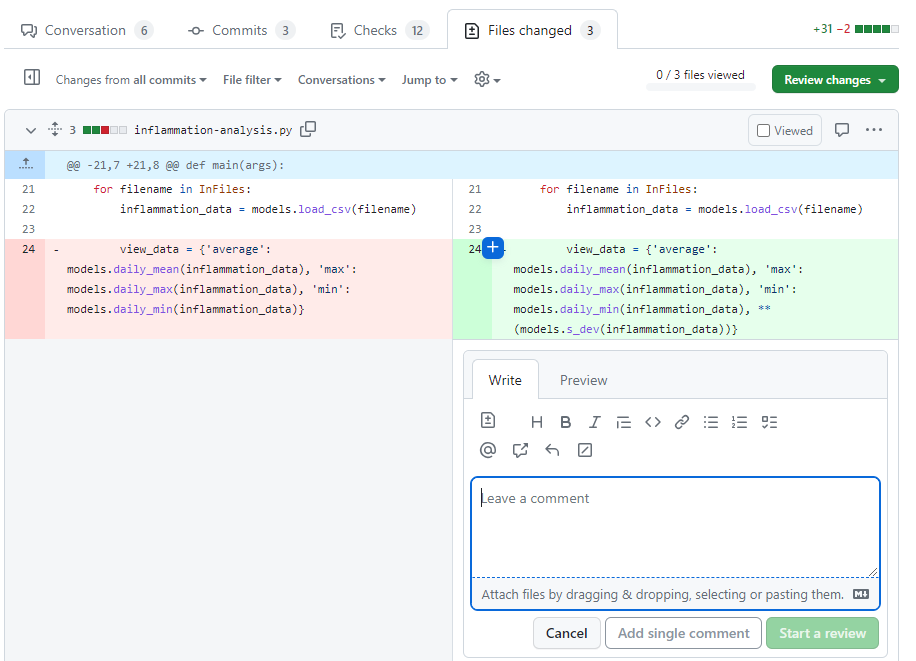 Conversation 6 Commits 3 Checks 12 Files changed 3 +31 −2
Changes from all commits File filter Conversations Jump to 0 / 3 files viewed Review changes
3 inflammation-analysis.py Viewed
@@ -21,7 +21,8 @@ def main(args):
21 for filename in InFiles:
22 inflammation_data = models.load_csv(filename)
23
24 - view_data = {'average':
models.daily_mean(inflammation_data), 'max':
models.daily_max(inflammation_data), 'min':
models.daily_min(inflammation_data)}
21 for filename in InFiles:
22 inflammation_data = models.load_csv(filename)
23
24 view_data = {'average':
models.daily_mean(inflammation_data), 'max':
models.daily_max(inflammation_data), 'min':
models.daily_min(inflammation_data), **
(models.s_dev(inflammation_data))}
Write Preview
Leave a comment
Attach files by dragging & dropping, selecting or pasting them.
Cancel Add single comment Start a review